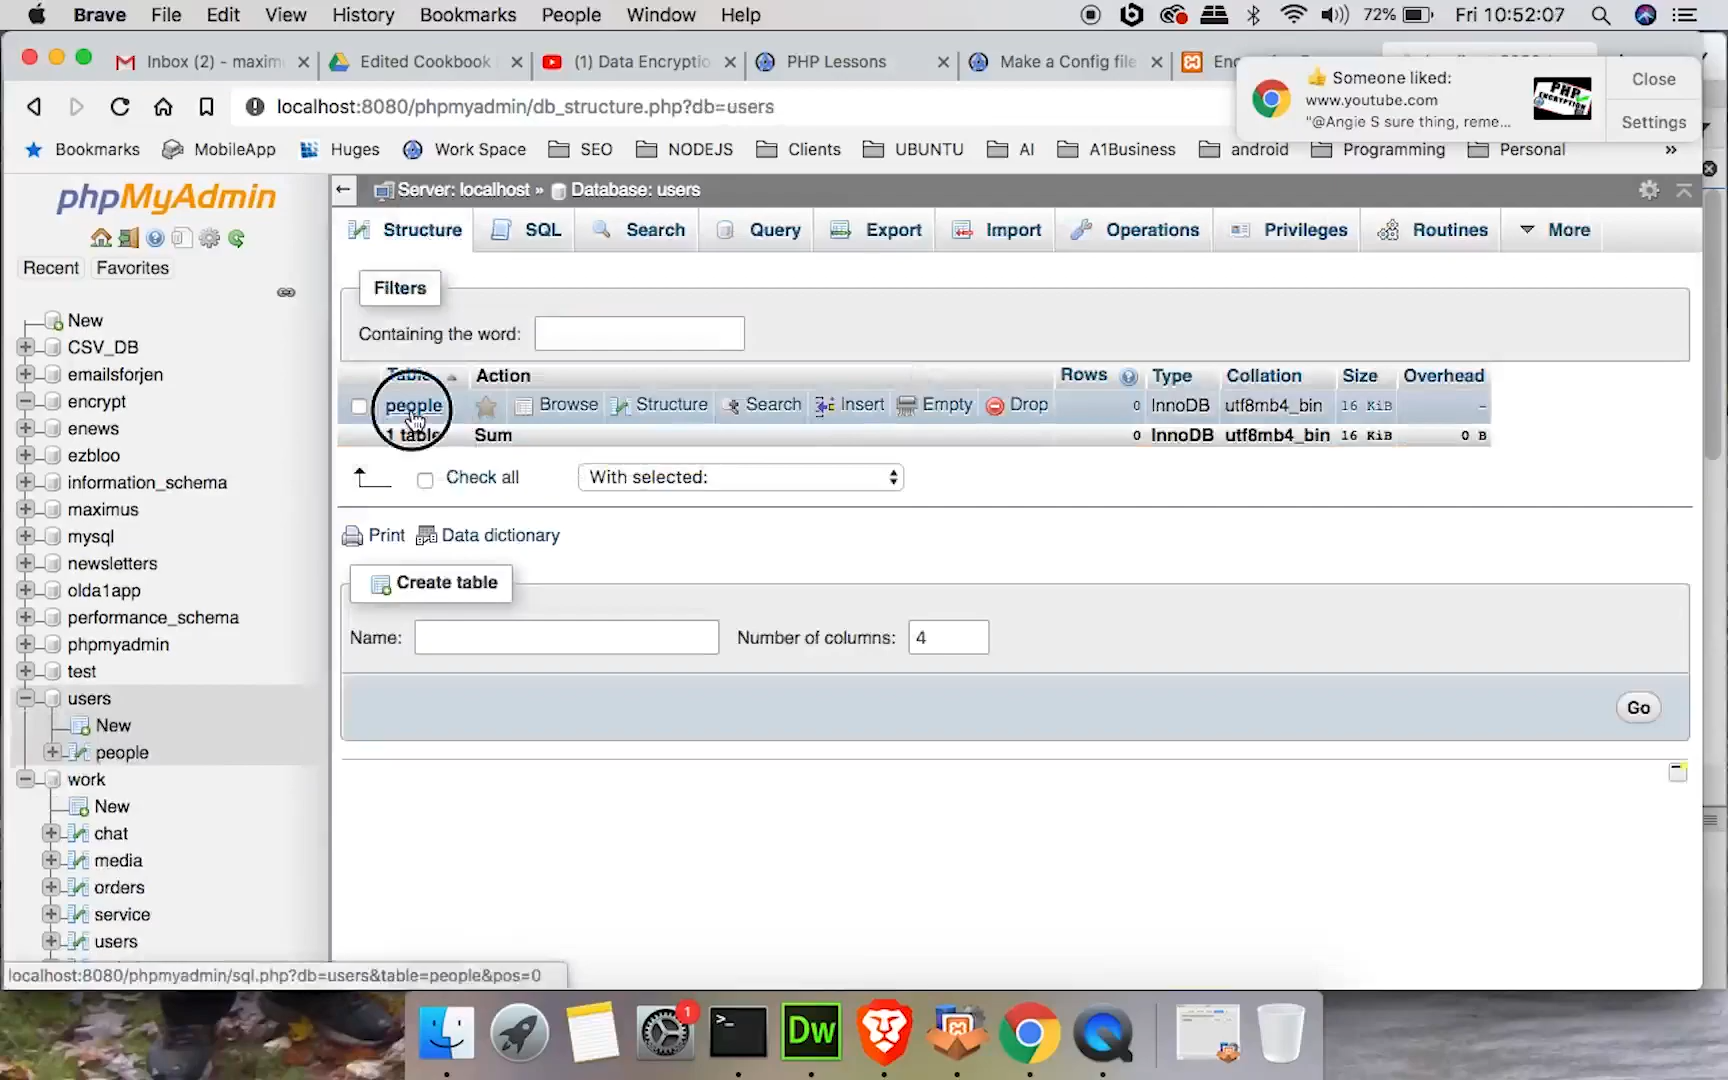 Brave File Edit View History Bookmarks People Window Help 72% Fri 10:52:07
Inbox (2) - maxim Edited Cookbook (1) Data Encryptio PHP Lessons Make a Config file
localhost:8080/phpmyadmin/db_structure.php?db=users
👍 Someone liked:
www.youtube.com
"@Angie S sure thing, reme...
Close
Settings
PHP
Bookmarks MobileApp Huges Work Space SEO NODEJS Clients UBUNTU AI A1Business android Programming Personal »
phpMyAdmin
Recent Favorites
New
CSV_DB
emailsforjen
encrypt
enews
ezbloo
information_schema
maximus
mysql
newsletters
olda1app
performance_schema
phpmyadmin
test
users
New
people
work
New
chat
media
orders
service
users
Server: localhost » Database: users
Structure SQL Search Query Export Import Operations Privileges Routines More
Filters
Containing the word:
Table Action Rows Type Collation Size Overhead
people Browse Structure Search Insert Empty Drop 0 InnoDB utf8mb4_bin 16 KiB -
1 table Sum 0 InnoDB utf8mb4_bin 16 KiB 0 B
Check all With selected:
Print Data dictionary
Create table
Name: Number of columns: 4
Go
localhost:8080/phpmyadmin/sql.php?db=users&table=people&pos=0
1
>_
Dw